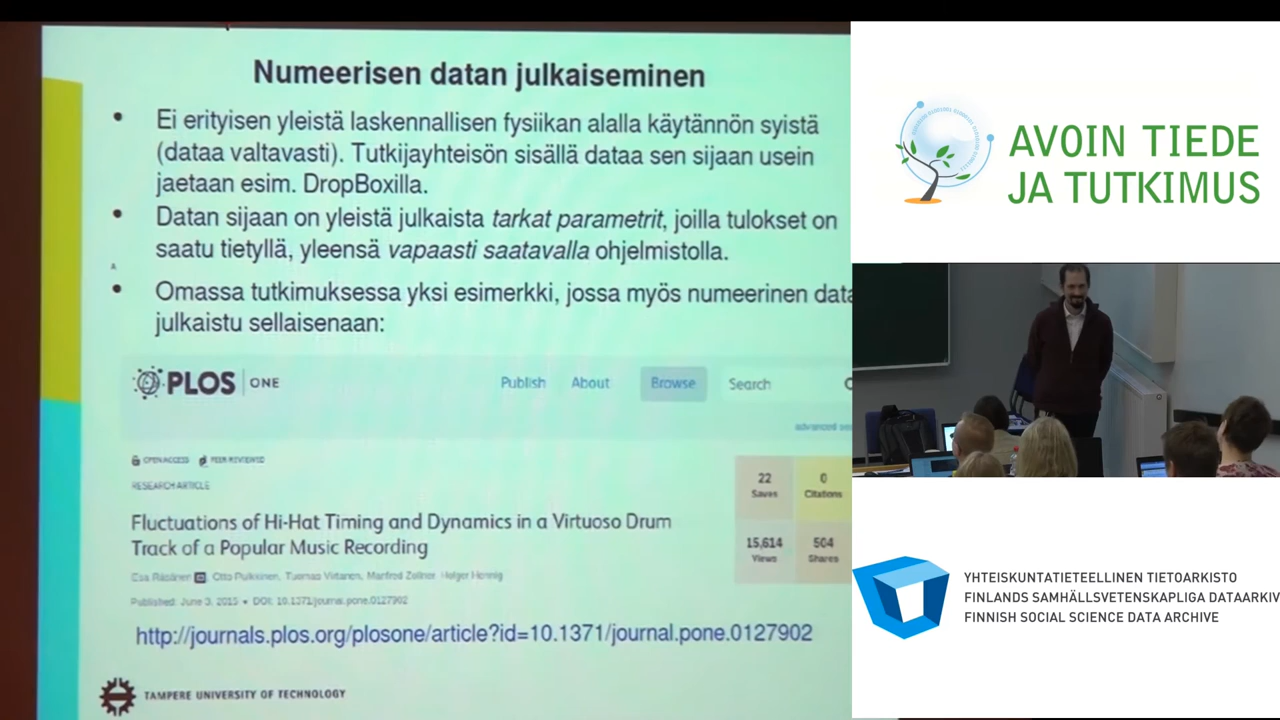 Numeerisen datan julkaiseminen
• Ei erityisen yleistä laskennallisen fysiikan alalla käytännön syistä
(dataa valtavasti). Tutkijayhteisön sisällä dataa sen sijaan usein
jaetaan esim. DropBoxilla.
• Datan sijaan on yleistä julkaista tarkat parametrit, joilla tulokset on
saatu tietyllä, yleensä vapaasti saatavalla ohjelmistolla.
• Omassa tutkimuksessa yksi esimerkki, jossa myös numeerinen data
julkaistu sellaisenaan:
PLOS ONE
Publish About Browse Search
advanced
OPEN ACCESS PEER-REVIEWED
RESEARCH ARTICLE
22 Saves
0 Citations
15,614 Views
504 Shares
Fluctuations of Hi-Hat Timing and Dynamics in a Virtuoso Drum
Track of a Popular Music Recording
Esa Räsänen, Otto Pulkkinen, Tuomas Virtanen, Manfred Zollner, Holger Hennig
Published: June 3, 2015 • DOI: 10.1371/journal.pone.0127902
http://journals.plos.org/plosone/article?id=10.1371/journal.pone.0127902
TAMPERE UNIVERSITY OF TECHNOLOGY
AVOIN TIEDE
JA TUTKIMUS
YHTEISKUNTATIETEELLINEN TIETOARKISTO
FINLANDS SAMHÄLLSVETENSKAPLIGA DATAARKIV
FINNISH SOCIAL SCIENCE DATA ARCHIVE